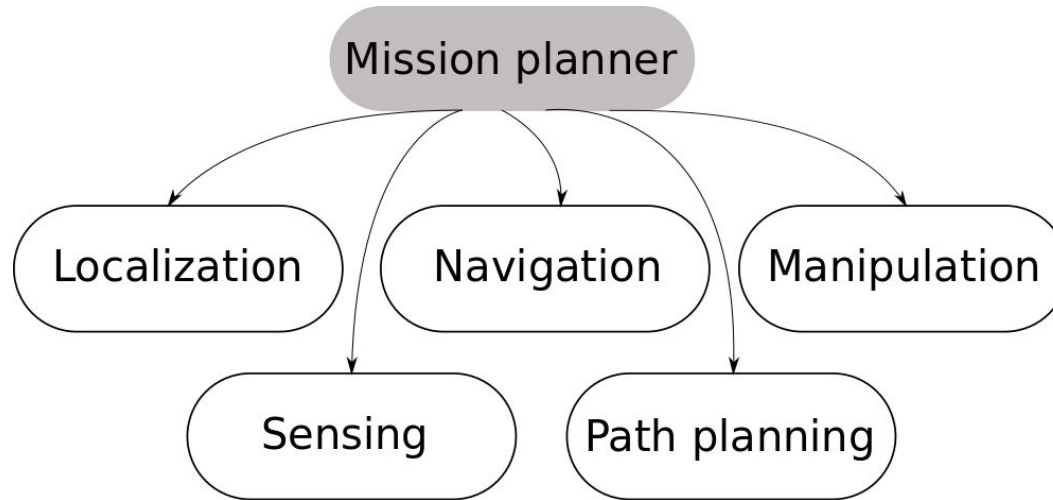 Mission planner
Localization
Navigation
Manipulation
Sensing
Path planning